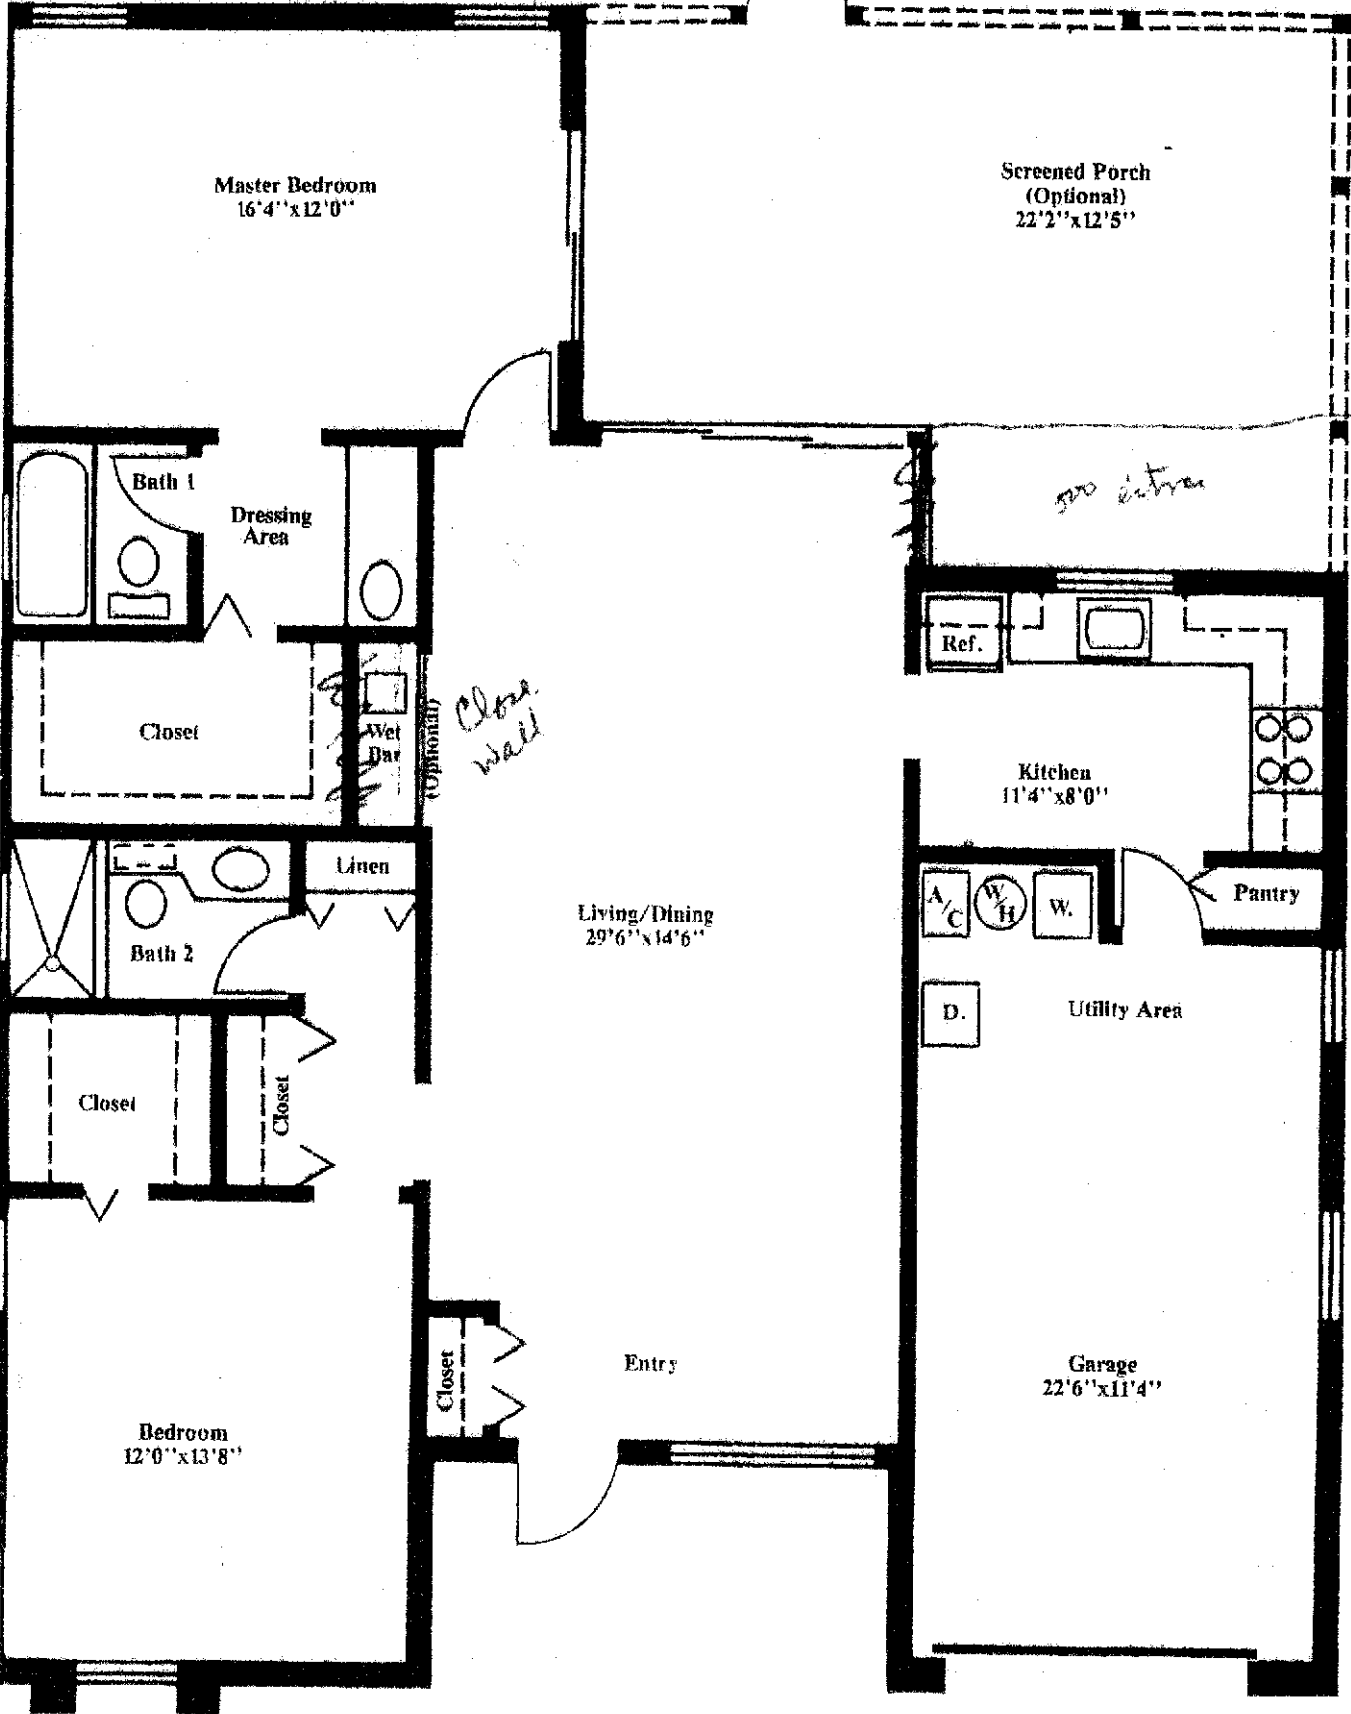 Master Bedroom
16'4''x12'0''
Screened Porch
(Optional)
22'2''x12'5''
Bath 1
Dressing
Area
500 extra
Ref.
Closet
Wet
Bar
(Optional)
Close
wall
Kitchen
11'4''x8'0''
Linen
Bath 2
Living/Dining
29'6''x14'6''
A/C
W/H
W.
Pantry
D.
Utility Area
Closet
Closet
Closet
Entry
Garage
22'6''x11'4''
Bedroom
12'0''x13'8''